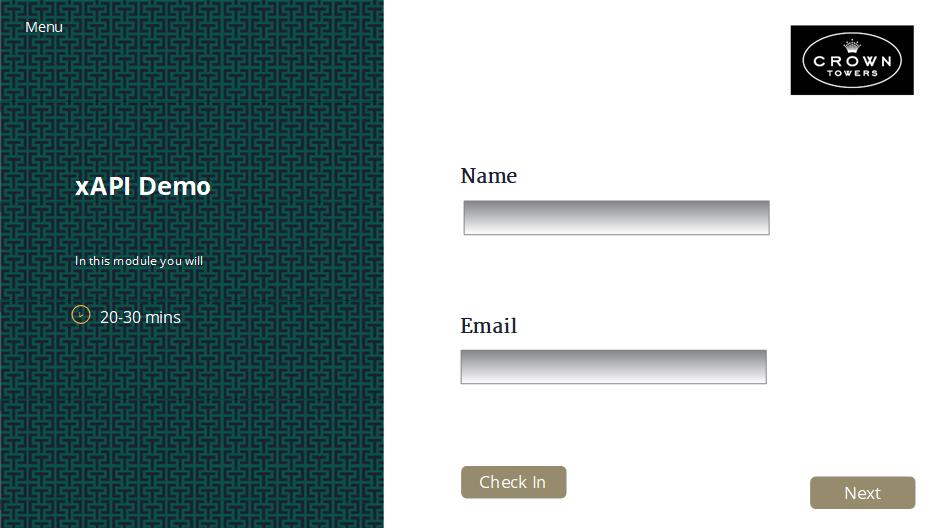 Menu
xAPI Demo
In this module you will
20-30 mins
CROWN
TOWERS
Name
Email
Check In
Next